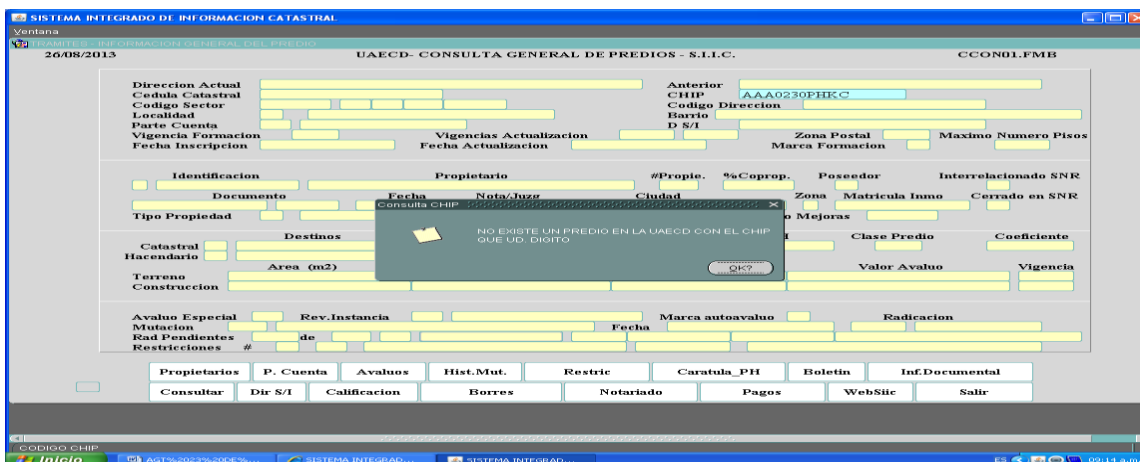 SISTEMA INTEGRADO DE INFORMACION CATASTRAL
Ventana
TRAMITES - INFORMACION GENERAL DEL PREDIO
26/08/2013 UAECD- CONSULTA GENERAL DE PREDIOS - S.I.I.C. CCON01.FMB
Direccion Actual Anterior
Cedula Catastral CHIP AAA0230PHKC
Codigo Sector Codigo Direccion
Localidad Barrio
Parte Cuenta D S/I
Vigencia Formacion Vigencias Actualizacion Zona Postal Maximo Numero Pisos
Fecha Inscripcion Fecha Actualizacion Marca Formacion
Identificacion Propietario #Propie. %Coprop. Poseedor Interrelacionado SNR
Documento Fecha Nota/Juzg Ciudad Zona Matricula Inmo Cerrado en SNR
Consulta CHIP
Tipo Propiedad Mejoras
NO EXISTE UN PREDIO EN LA UAECD CON EL CHIP
QUE UD. DIGITO
Destinos Clase Predio Coeficiente
Catastral
Hacendario
OK?
Area (m2) Valor Avaluo Vigencia
Terreno
Construccion
Avaluo Especial Rev.Instancia Marca autoavaluo Radicacion
Mutacion Fecha
Rad Pendientes de
Restricciones #
Propietarios P. Cuenta Avaluos Hist.Mut. Restric Caratula_PH Boletin Inf.Documental
Consultar Dir S/I Calificacion Borres Notariado Pagos WebSiic Salir
CODIGO CHIP
Inicio AGT%2023%20DE%... SISTEMA INTEGRAD... SISTEMA INTEGRAD... ES 09:14 a.m.